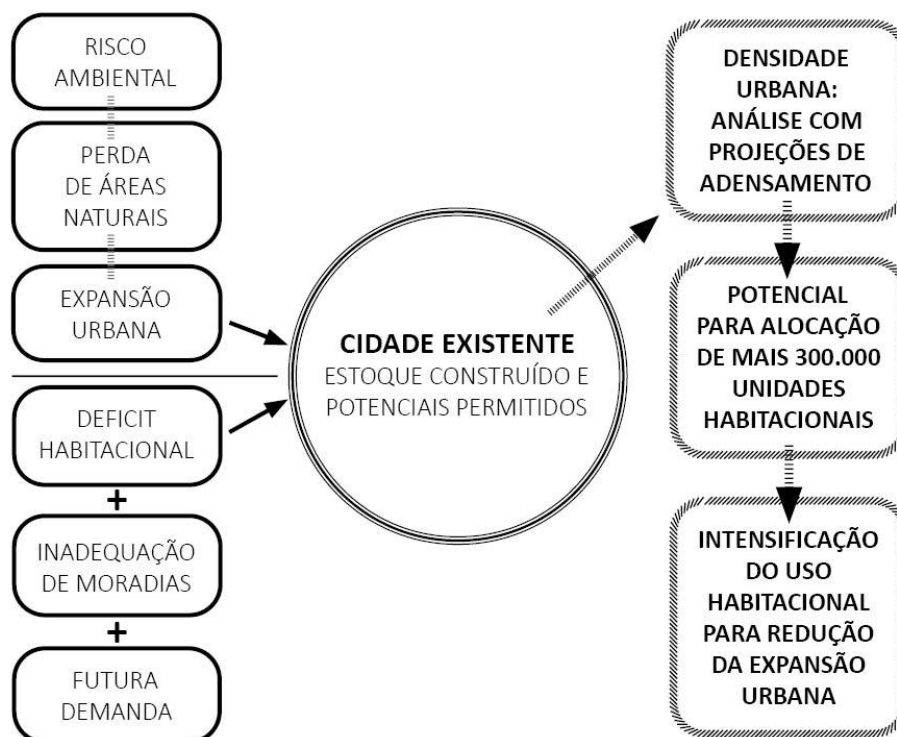 RISCO
AMBIENTAL
PERDA
DE ÁREAS
NATURAIS
EXPANSÃO
URBANA
DEFICIT
HABITACIONAL
+
INADEQUAÇÃO
DE MORADIAS
+
FUTURA
DEMANDA
CIDADE EXISTENTE
ESTOQUE CONSTRUÍDO E
POTENCIAIS PERMITIDOS
DENSIDADE
URBANA:
ANÁLISE COM
PROJEÇÕES DE
ADENSAMENTO
POTENCIAL
PARA ALOCAÇÃO
DE MAIS 300.000
UNIDADES
HABITACIONAIS
INTENSIFICAÇÃO
DO USO
HABITACIONAL
PARA REDUÇÃO
DA EXPANSÃO
URBANA